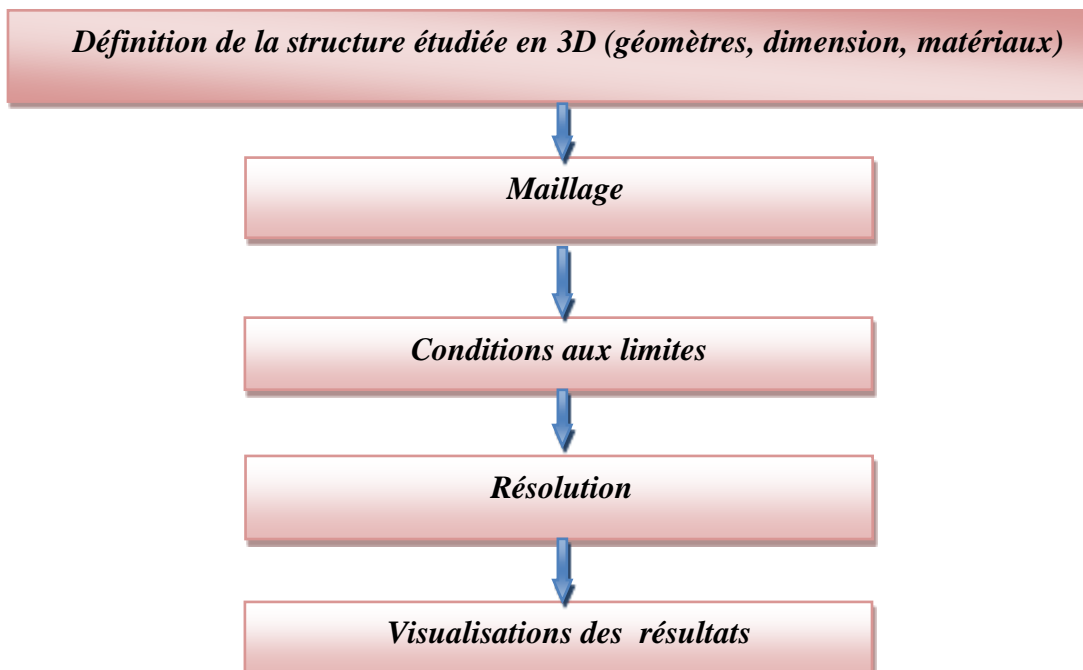 Définition de la structure étudiée en 3D (géomètres, dimension, matériaux)
Maillage
Conditions aux limites
Résolution
Visualisations des résultats